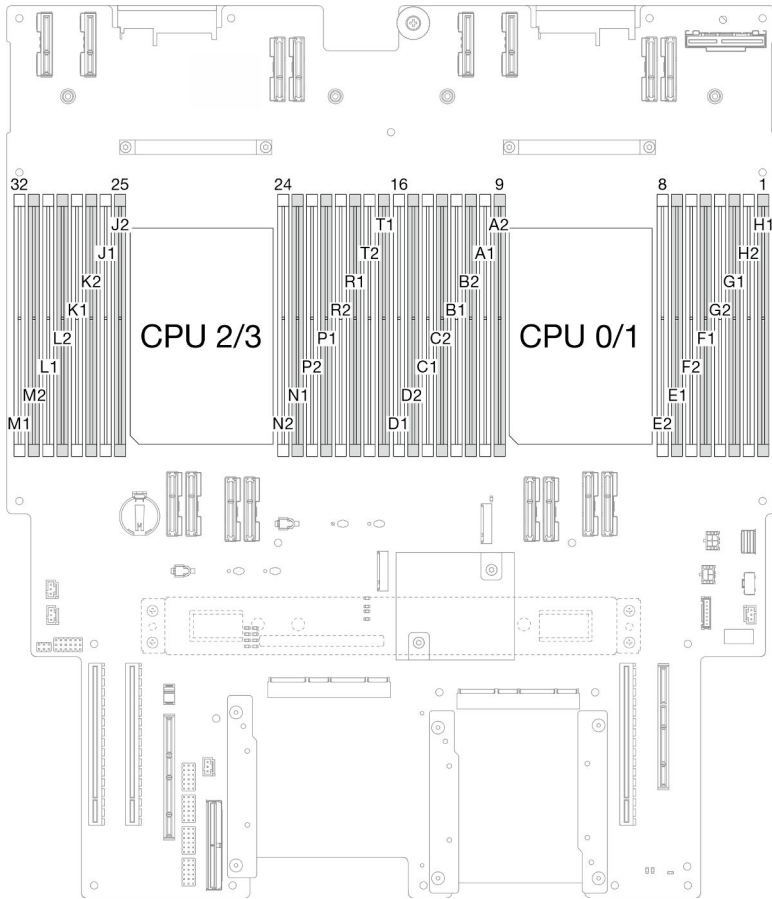 32 25 24 16 9 8 1
J2 T1 A2 H1
J1 T2 A1 H2
K2 R1 B2 G1
K1 R2 B1 G2
L2 P1 C2 F1
CPU 2/3 CPU 0/1
L1 P2 C1 F2
M2 N1 D2 E1
M1 N2 D1 E2